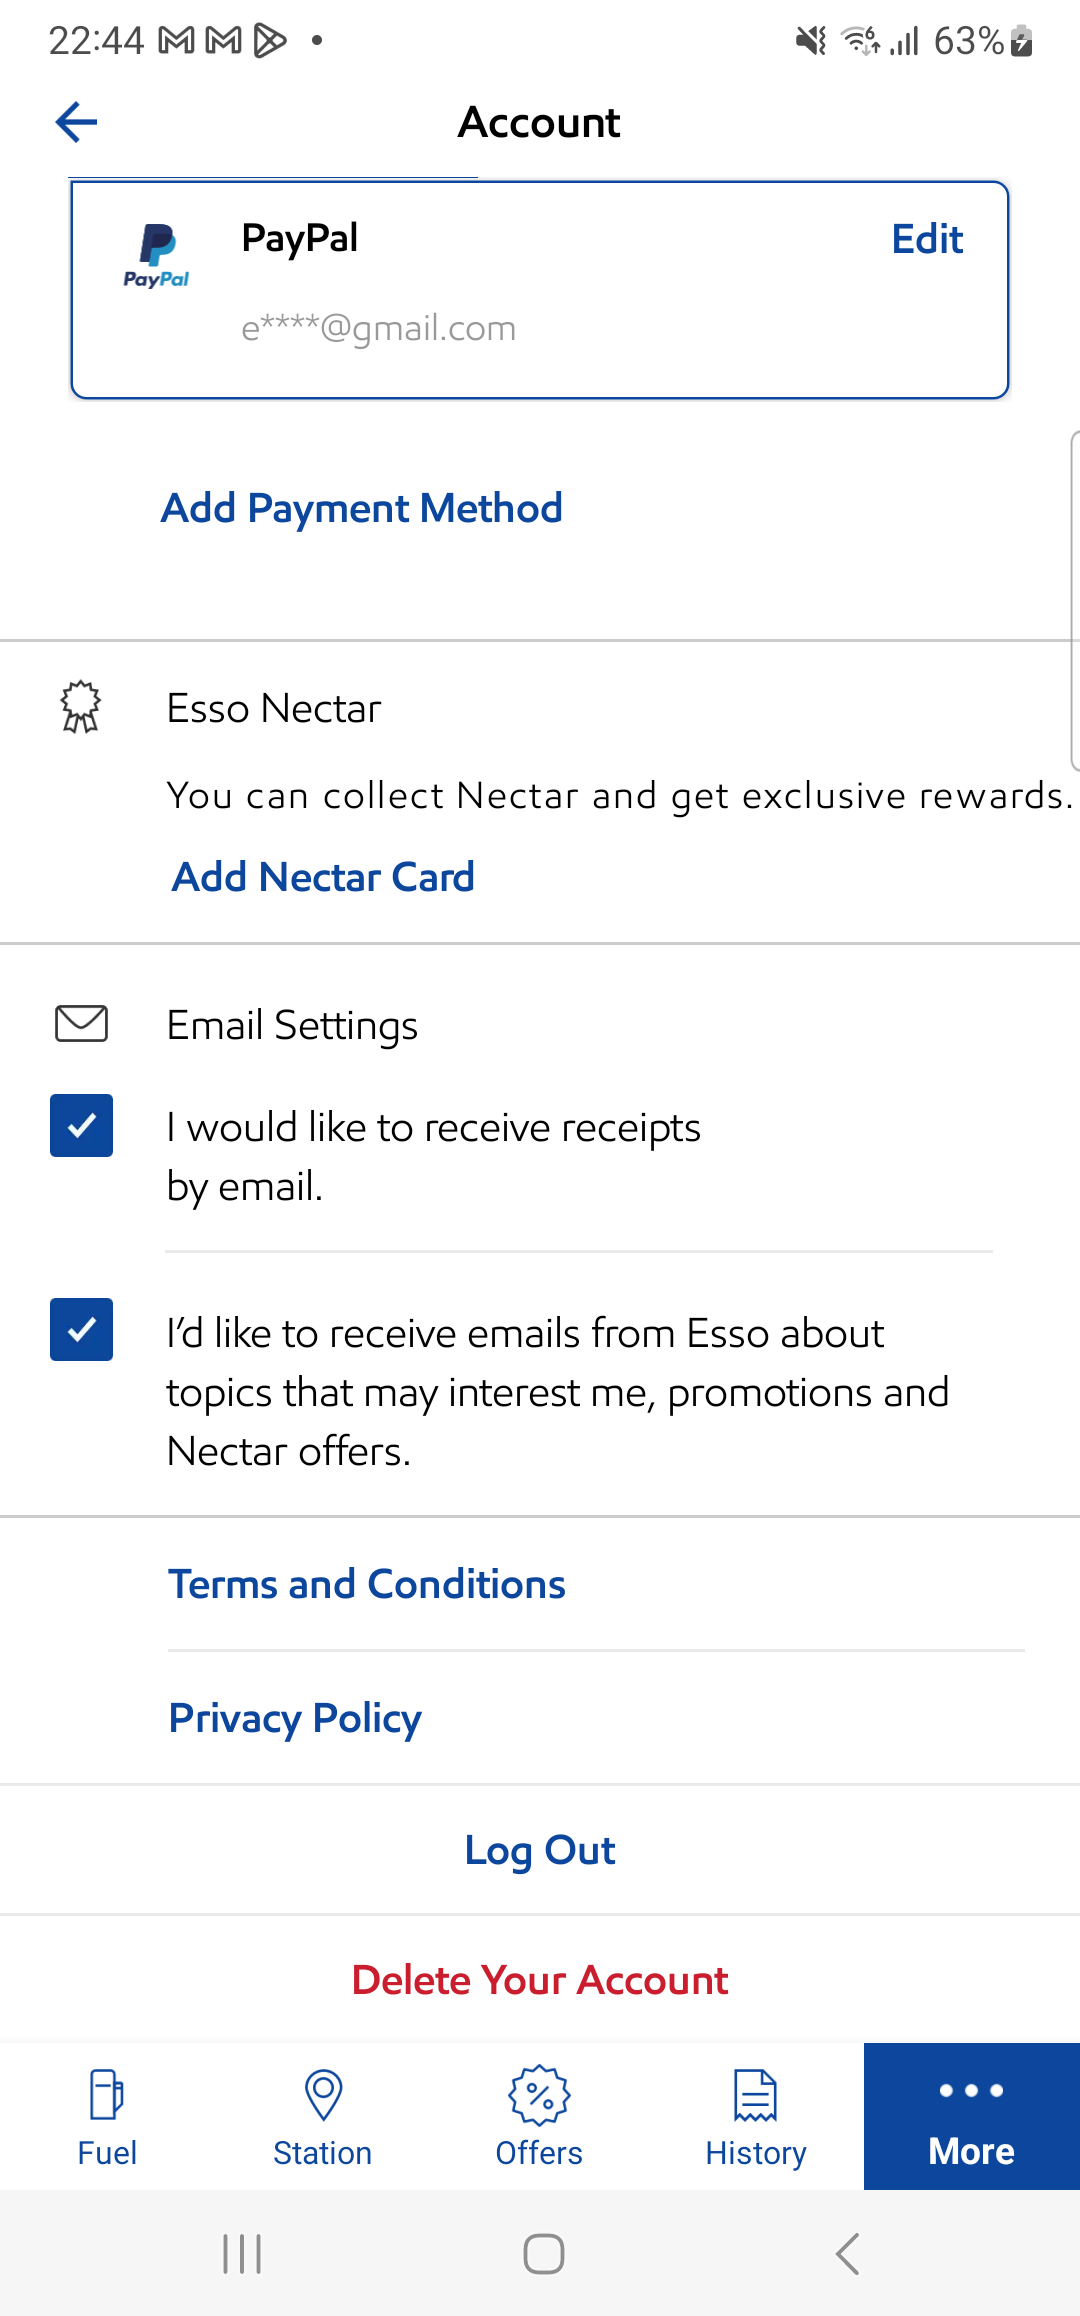 22:44
63%
Account
PayPal
Edit
PayPal
e****@gmail.com
Add Payment Method
Esso Nectar
You can collect Nectar and get exclusive rewards.
Add Nectar Card
Email Settings
I would like to receive receipts
by email.
I'd like to receive emails from Esso about
topics that may interest me, promotions and
Nectar offers.
Terms and Conditions
Privacy Policy
Log Out
Delete Your Account
Fuel
Station
Offers
History
More